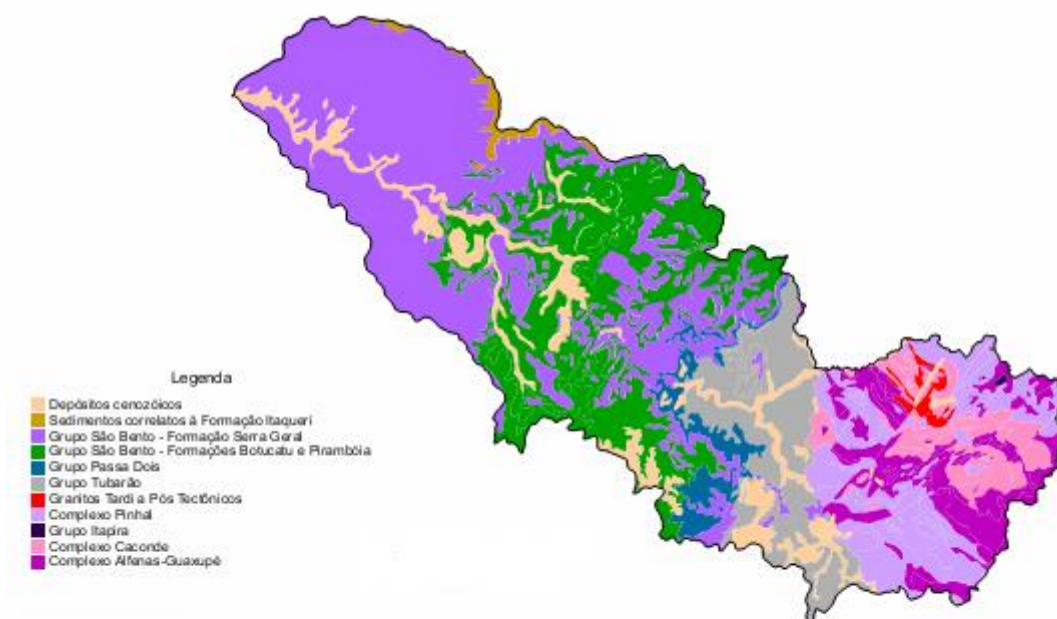 Legenda
Depósitos cenozóicos
Sedimentos correlatos à Formação Itaqueri
Grupo São Bento - Formação Serra Geral
Grupo São Bento - Formações Botucatu e Pirambóia
Grupo Passa Dois
Grupo Tubarão
Granitos Tardi a Pós Tectônicos
Complexo Pinhal
Grupo Itapira
Complexo Caconde
Complexo Alfenas-Guaxupé